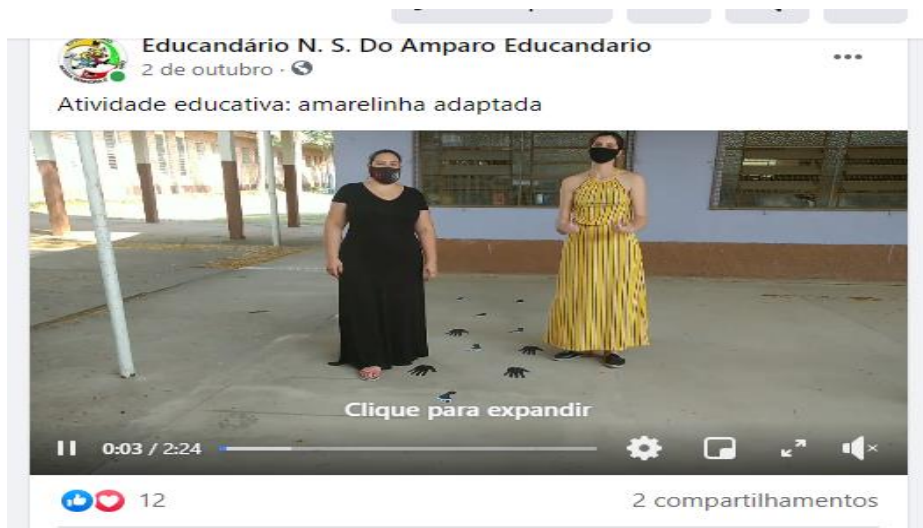 Educandário N. S. Do Amparo Educandario
2 de outubro ·
Atividade educativa: amarelinha adaptada
Clique para expandir
0:03 / 2:24
12
2 compartilhamentos